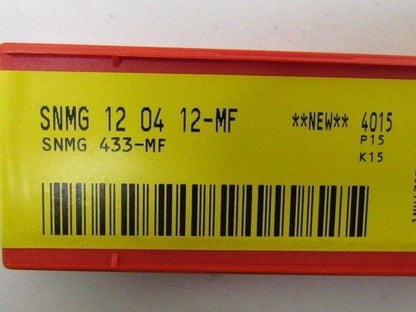 SNMG 12 04 12-MF **NEW** 4015
SNMG 433-MF P15
K15